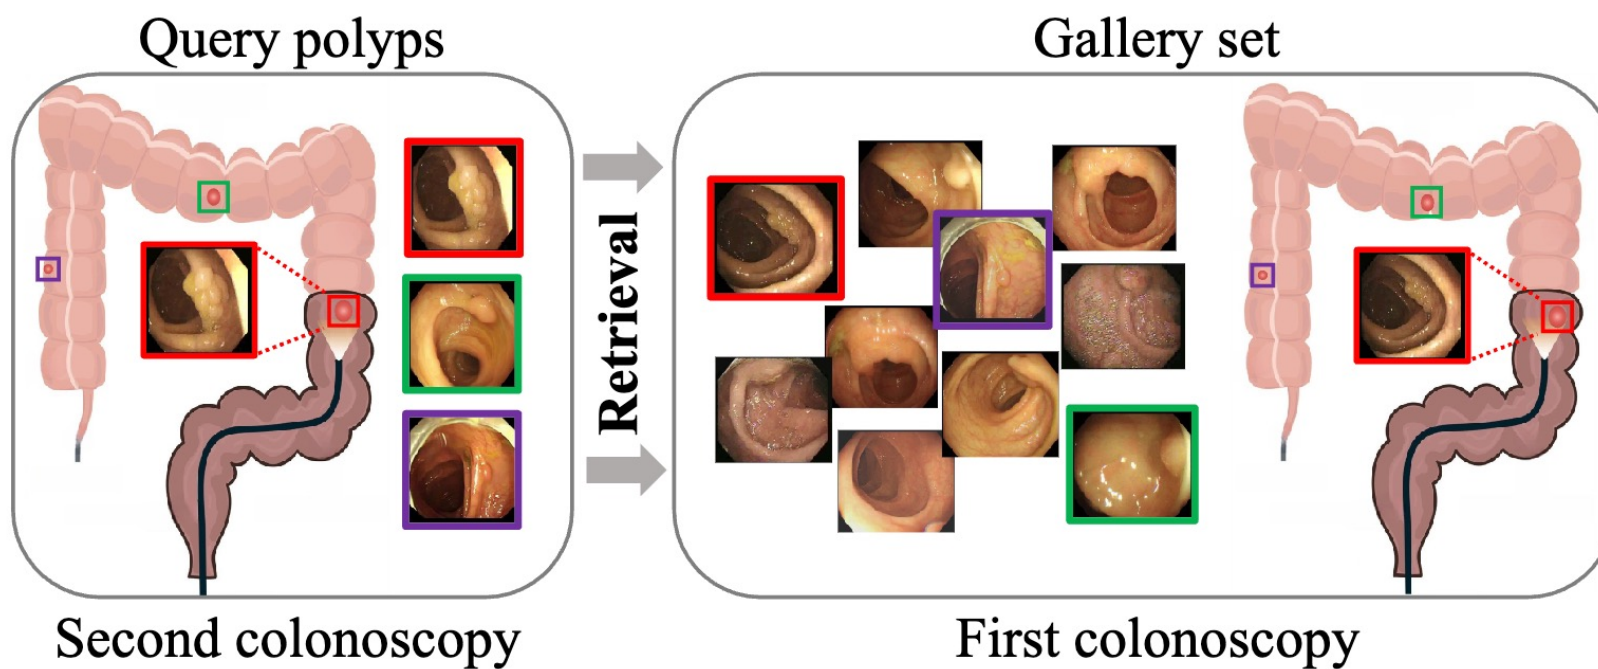 Query polyps
Gallery set
Retrieval
Second colonoscopy
First colonoscopy